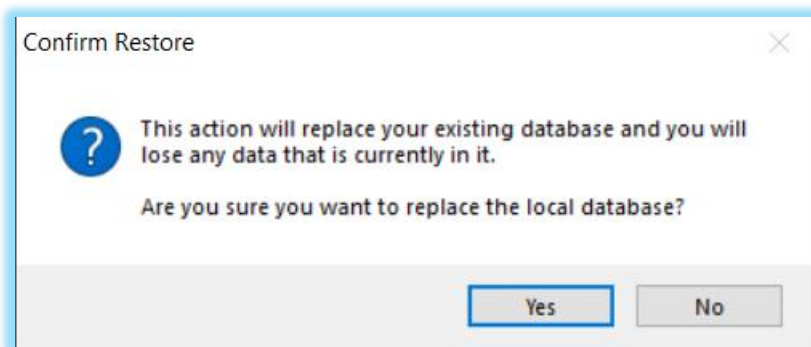 Confirm Restore
This action will replace your existing database and you will
lose any data that is currently in it.
Are you sure you want to replace the local database?
Yes
No